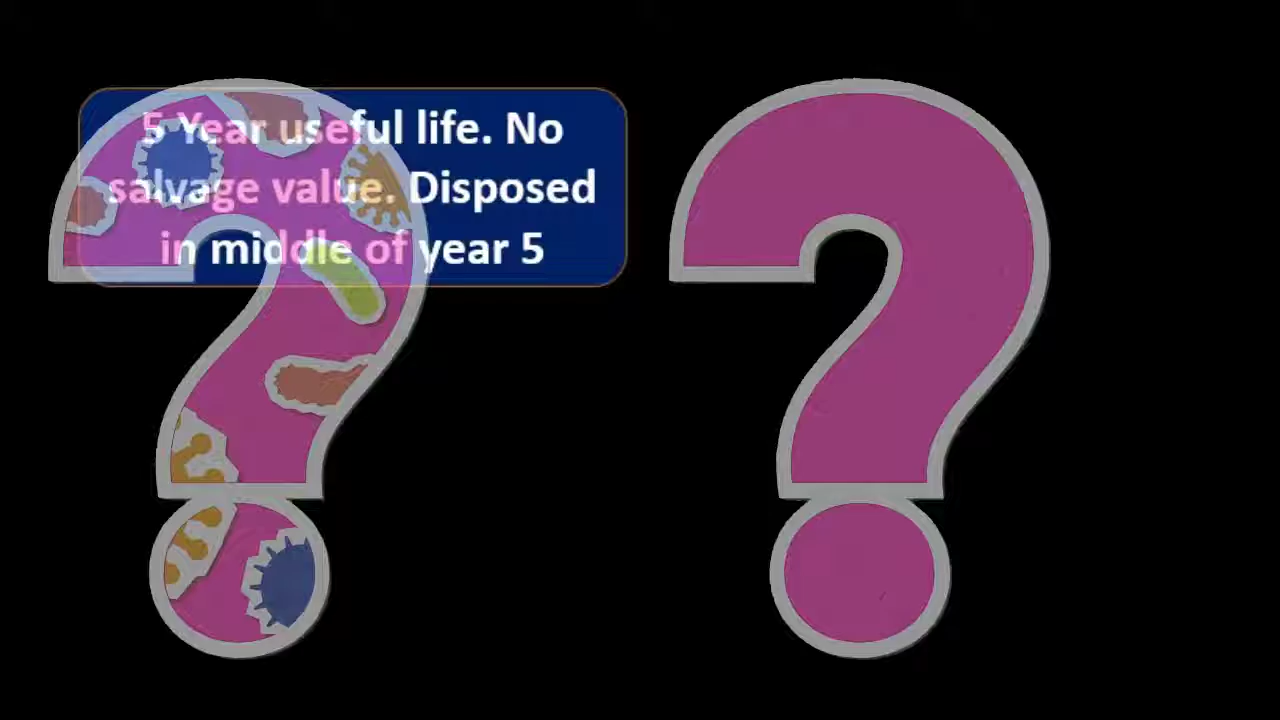 5 Year useful life. No
salvage value. Disposed
in middle of year 5